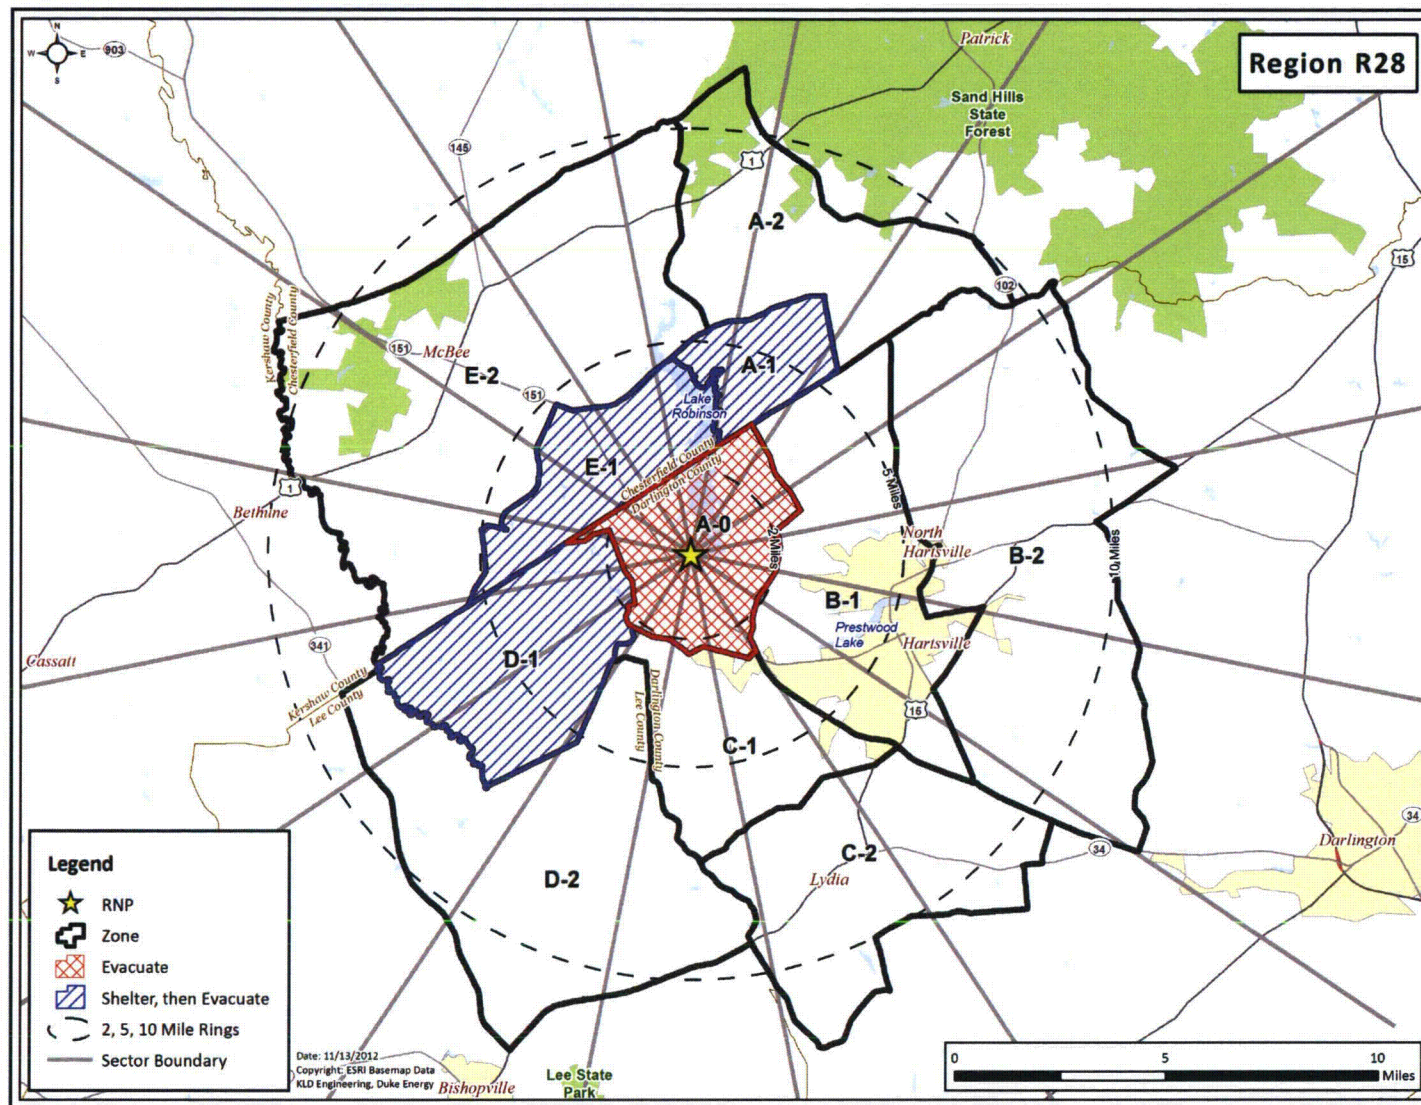 Region R28
N
W
E
S
903
Patrick
Sand Hills
State
Forest
145
1
A-2
15
102
Kershaw County
Chesterfield County
151
McBee
E-2
151
A-1
Lake
Robinson
E-1
Chesterfield County
Darlington County
5 Miles
1
Bethune
A-0
2 Miles
North
Hartsville
B-2
10 Miles
B-1
Prestwood
Lake
Hartsville
341
Cassatt
D-1
Kershaw County
Lee County
Darlington County
Lee County
15
C-1
34
Darlington
34
C-2
Lydia
D-2
Legend
RNP
Zone
Evacuate
Shelter, then Evacuate
2, 5, 10 Mile Rings
Sector Boundary
Date: 11/13/2012
Copyright: ESRI Basemap Data
KLD Engineering, Duke Energy
Bishopville
Lee State
Park
0
5
10
Miles